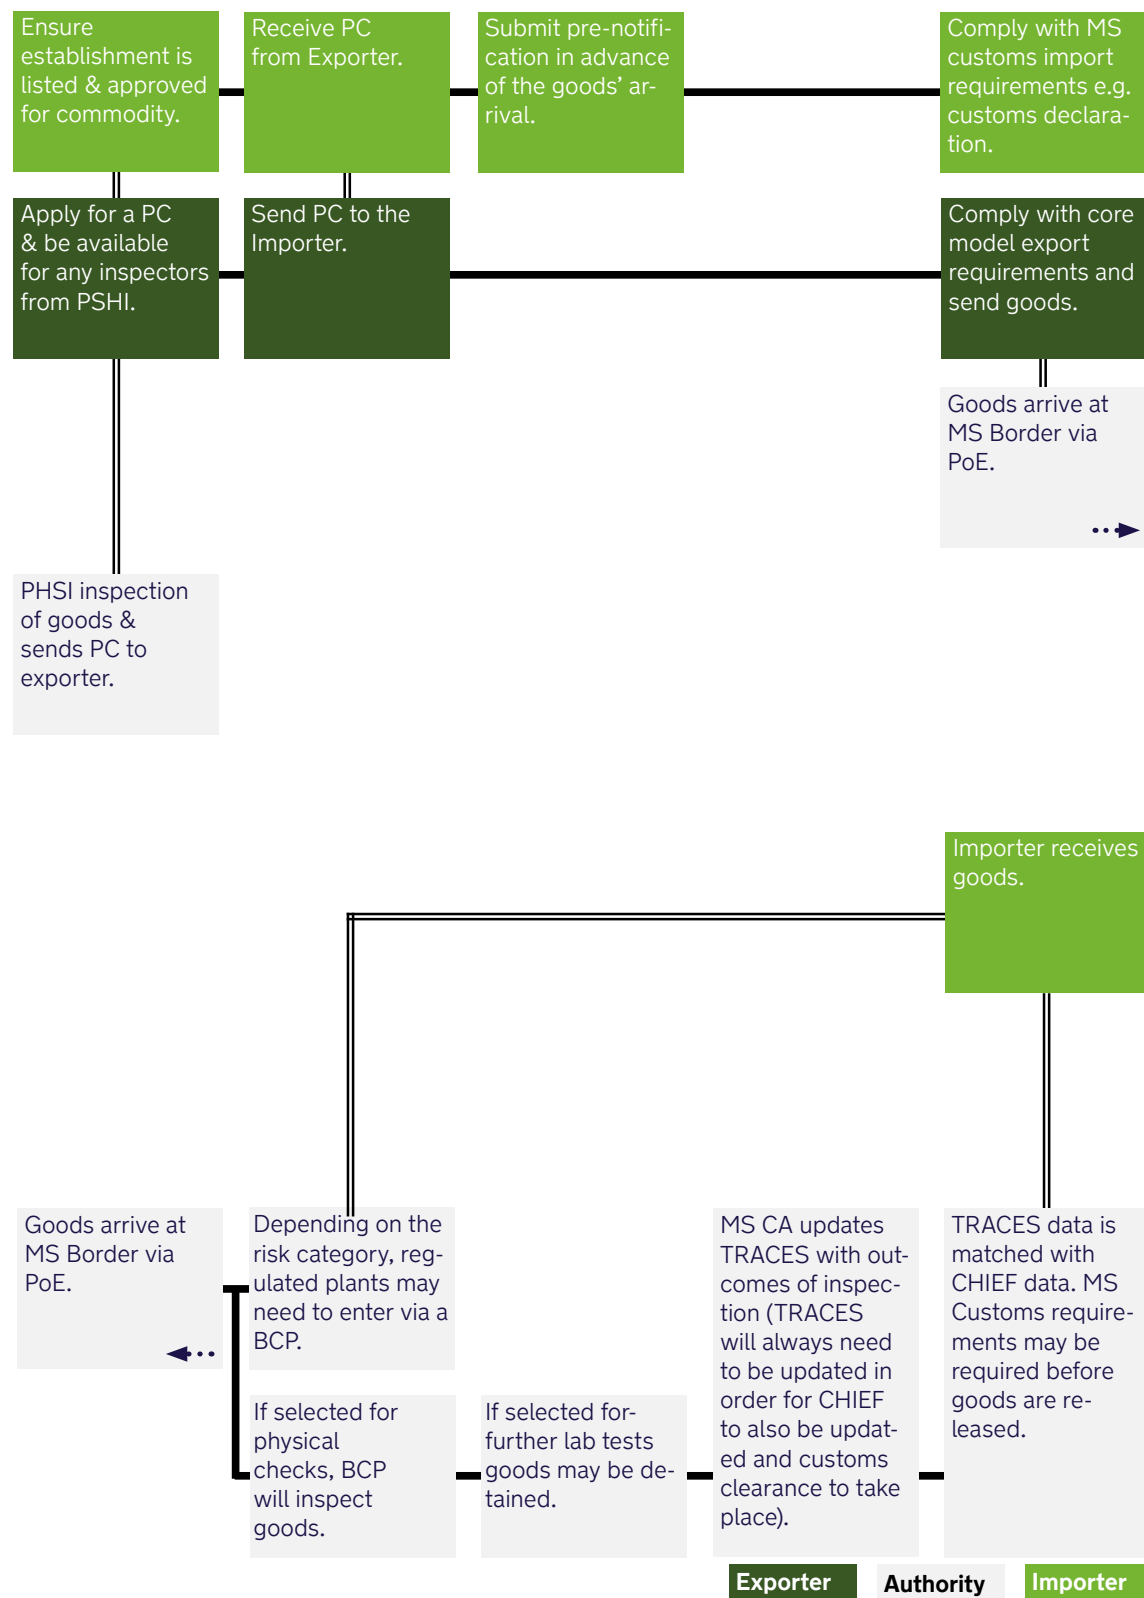 Ensure
establishment is
listed & approved
for commodity.
Receive PC
from Exporter.
Submit pre-notifi-
cation in advance
of the goods’ ar-
rival.
Comply with MS
customs import
requirements e.g.
customs declara-
tion.
Apply for a PC
& be available
for any inspectors
from PSHI.
Send PC to the
Importer.
Comply with core
model export
requirements and
send goods.
Goods arrive at
MS Border via
PoE.
PHSI inspection
of goods &
sends PC to
exporter.
Importer receives
goods.
Goods arrive at
MS Border via
PoE.
Depending on the
risk category, reg-
ulated plants may
need to enter via a
BCP.
If selected for
physical
checks, BCP
will inspect
goods.
If selected for-
further lab tests
goods may be de-
tained.
MS CA updates
TRACES with out-
comes of inspec-
tion (TRACES
will always need
to be updated in
order for CHIEF
to also be updat-
ed and customs
clearance to take
place).
TRACES data is
matched with
CHIEF data. MS
Customs require-
ments may be
required before
goods are re-
leased.
Exporter
Authority
Importer